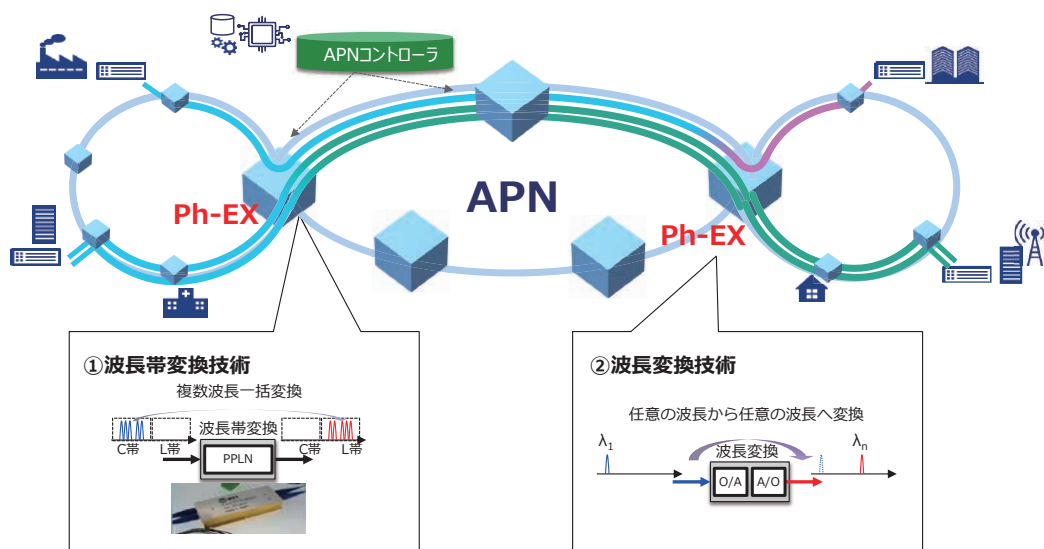 APNコントローラ
APN
Ph-EX
Ph-EX
①波長帯変換技術
複数波長一括変換
波長帯変換
C帯
L帯
C帯
L帯
PPLN
②波長変換技術
任意の波長から任意の波長へ変換
λ1
波長変換
λn
O/A
A/O